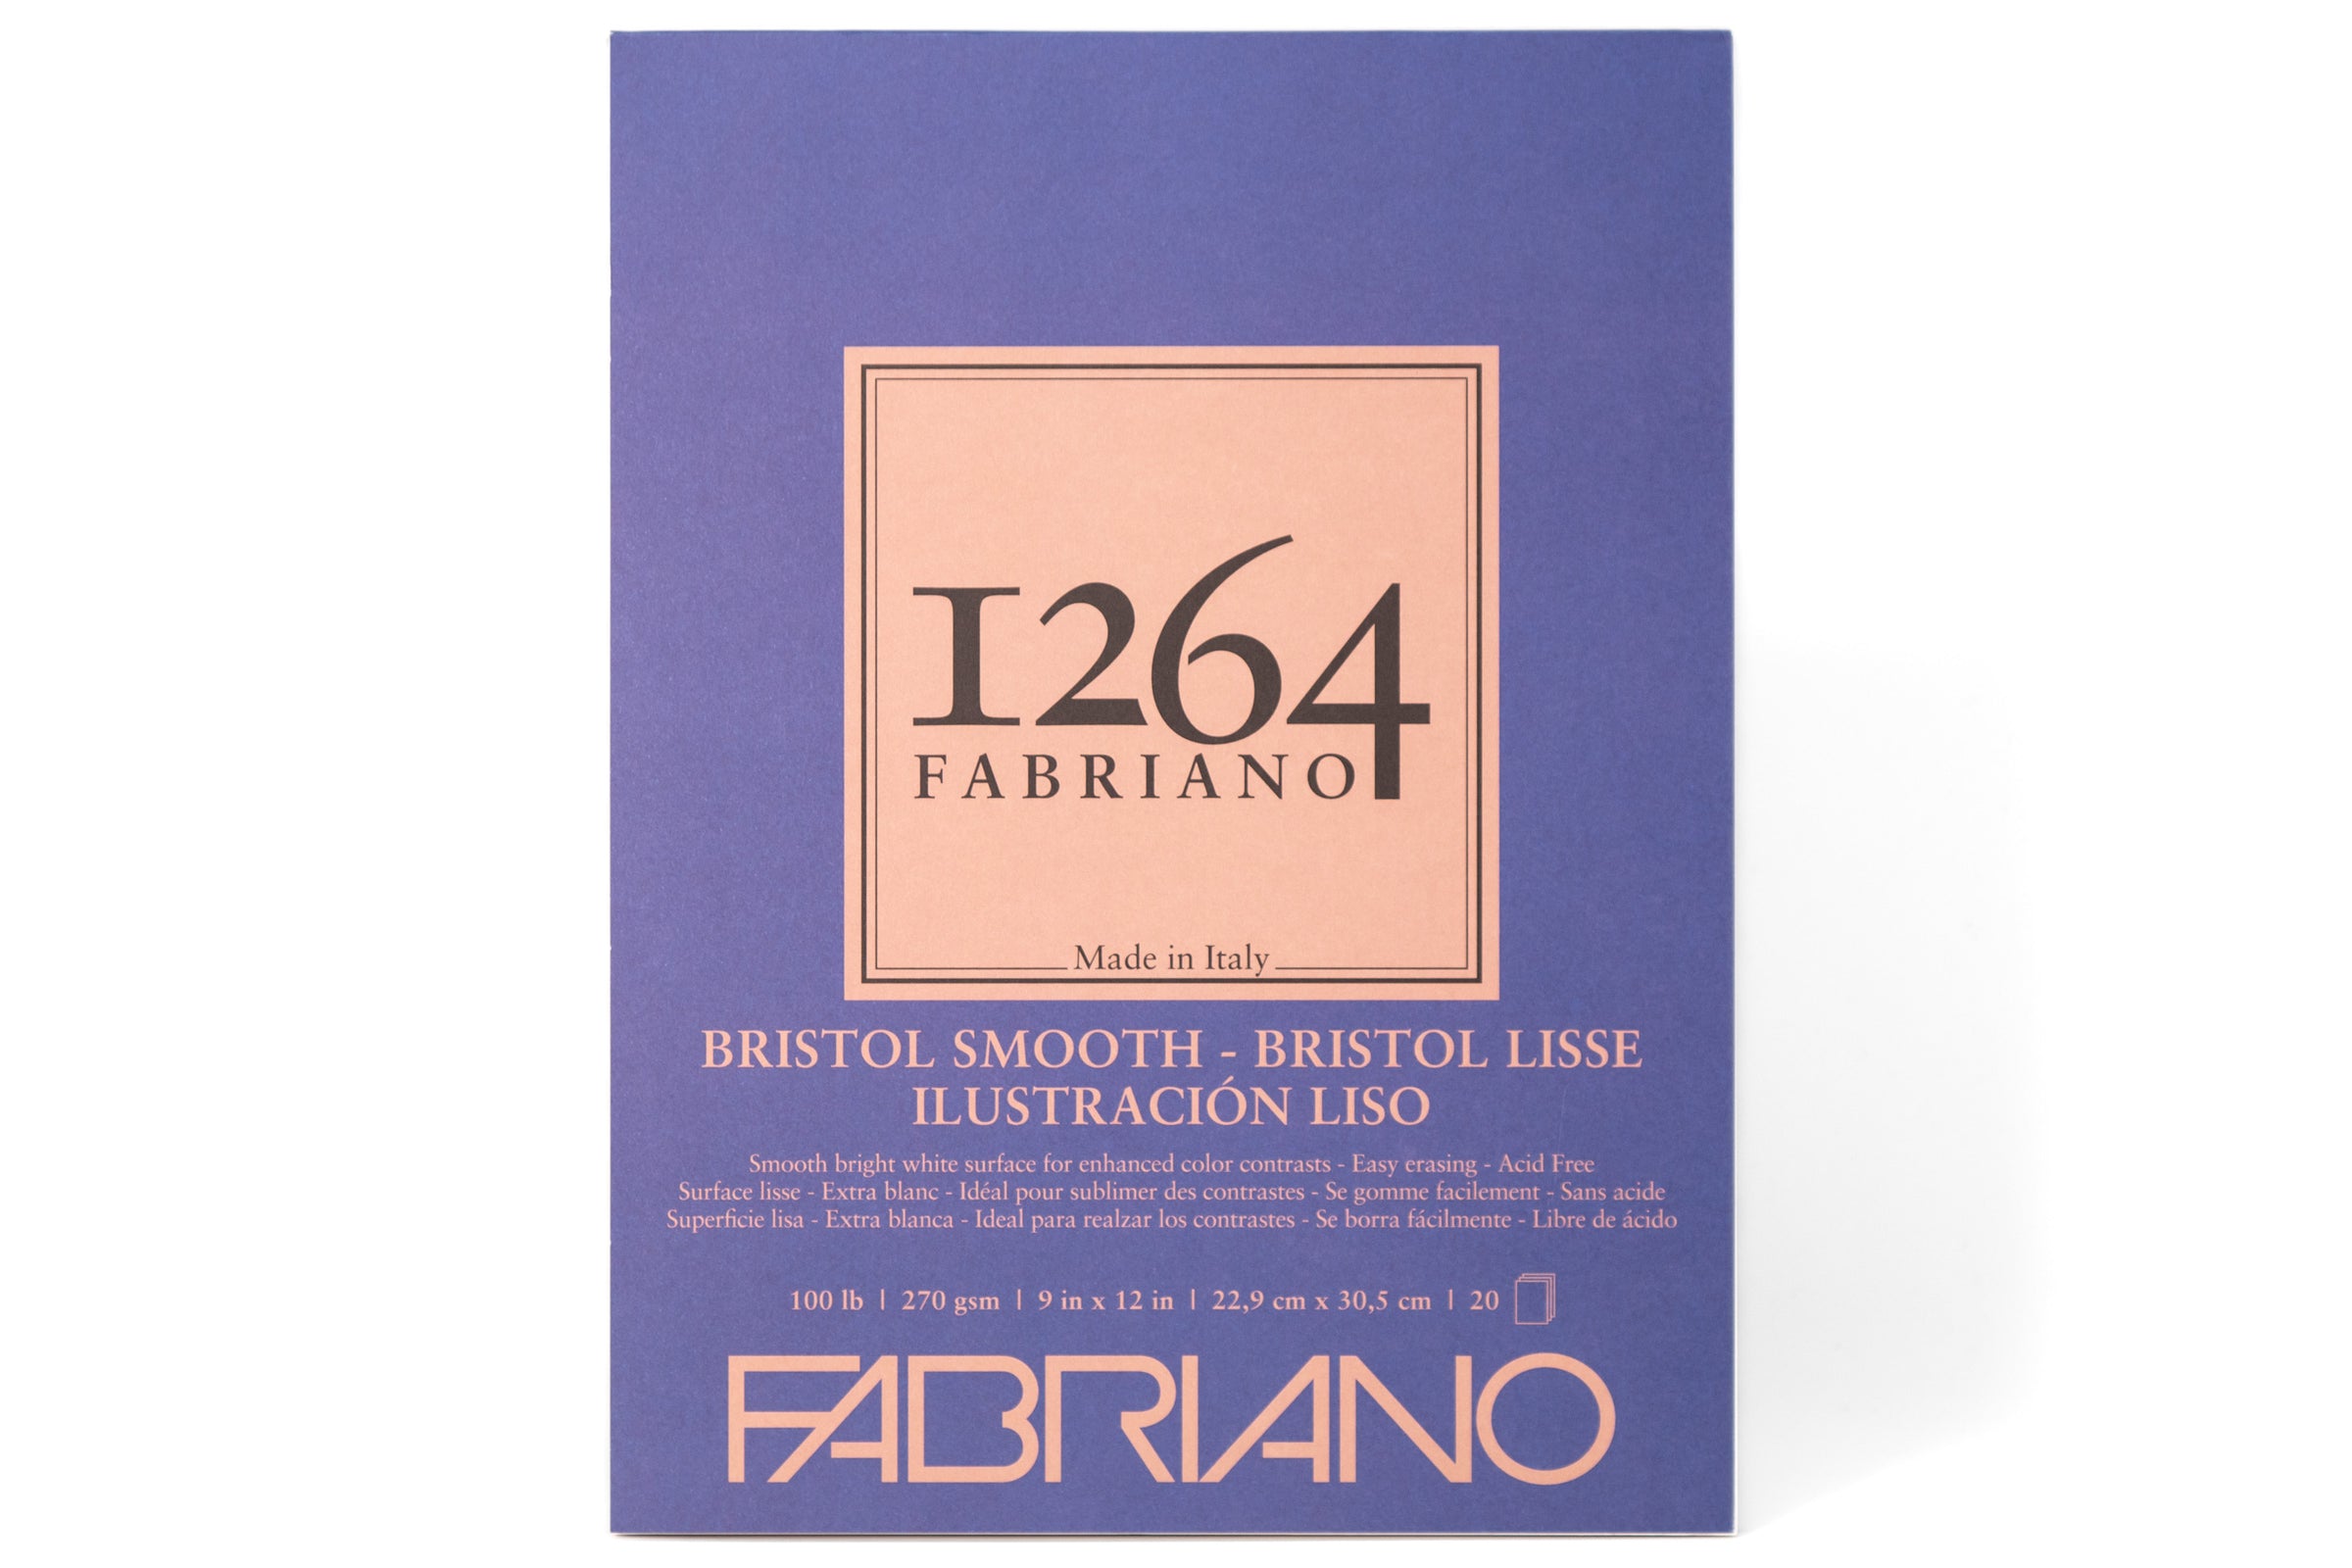 1264
FABRIANO
Made in Italy
BRISTOL SMOOTH - BRISTOL LISSE
ILUSTRACIÓN LISO
Smooth bright white surface for enhanced color contrasts - Easy erasing - Acid Free
Surface lisse - Extra blanc - Idéal pour sublimer des contrastes - Se gomme facilement - Sans acide
Superficie lisa - Extra blanca - Ideal para realzar los contrastes - Se borra fácilmente - Libre de ácido
100 lb | 270 gsm | 9 in x 12 in | 22,9 cm x 30,5 cm | 20
FABRIANO